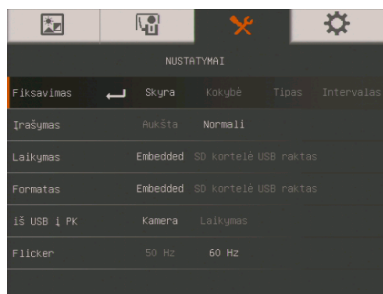 NUSTATYMAI
Fiksavimas Skyra Kokybė Tipas Intervalas
Įrašymas Aukšta Normali
Laikymas Embedded SD kortelė USB raktas
Formatas Embedded SD kortelė USB raktas
iš USB į PK Kamera Laikymas
Flicker 50 Hz 60 Hz